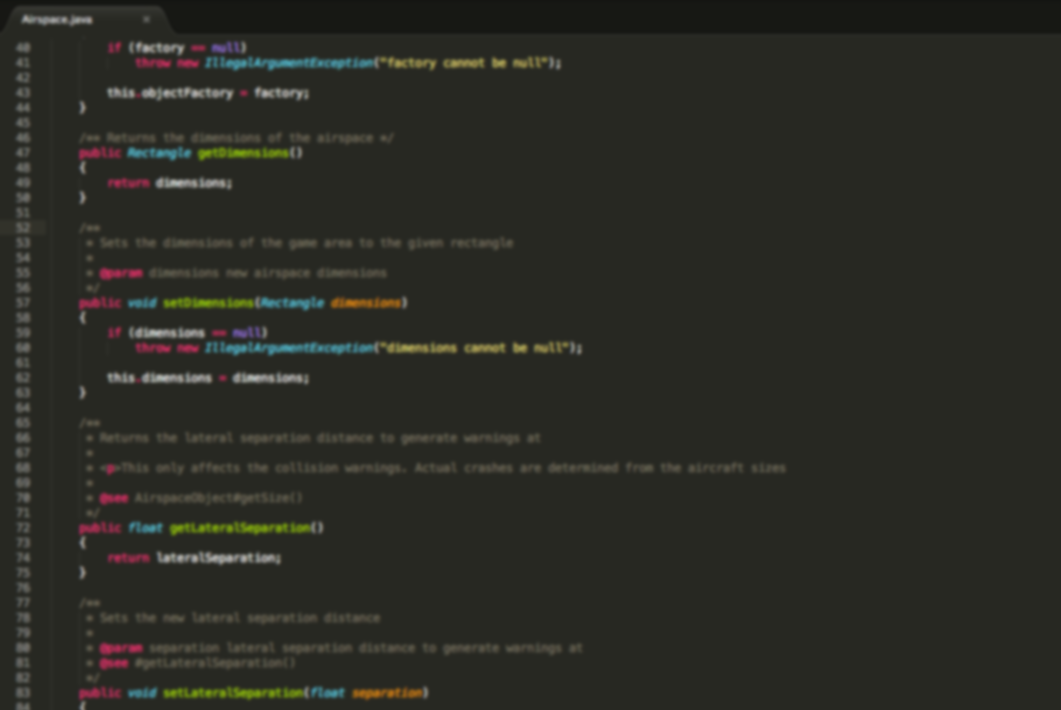 Airspace.java ×
40 if (factory == null)
41 throw new IllegalArgumentException("factory cannot be null");
42
43 this.objectFactory = factory;
44 }
45
46 /** Returns the dimensions of the airspace */
47 public Rectangle getDimensions()
48 {
49 return dimensions;
50 }
51
52 /**
53 * Sets the dimensions of the game area to the given rectangle
54 *
55 * @param dimensions new airspace dimensions
56 */
57 public void setDimensions(Rectangle dimensions)
58 {
59 if (dimensions == null)
60 throw new IllegalArgumentException("dimensions cannot be null");
61
62 this.dimensions = dimensions;
63 }
64
65 /**
66 * Returns the lateral separation distance to generate warnings at
67 *
68 * <p>This only affects the collision warnings. Actual crashes are determined from the aircraft sizes
69 *
70 * @see AirspaceObject#getSize()
71 */
72 public float getLateralSeparation()
73 {
74 return lateralSeparation;
75 }
76
77 /**
78 * Sets the new lateral separation distance
79 *
80 * @param separation lateral separation distance to generate warnings at
81 * @see #getLateralSeparation()
82 */
83 public void setLateralSeparation(float separation)
84 {